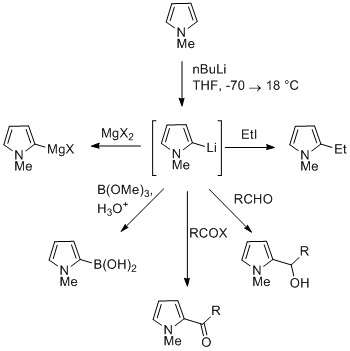 N
Me
nBuLi
THF, -70 → 18 °C
MgX₂
EtI
N
Me
MgX
N
Me
Li
N
Me
Et
B(OMe)₃,
H₃O⁺
RCOX
RCHO
N
Me
B(OH)₂
N
Me
R
OH
N
Me
R
O